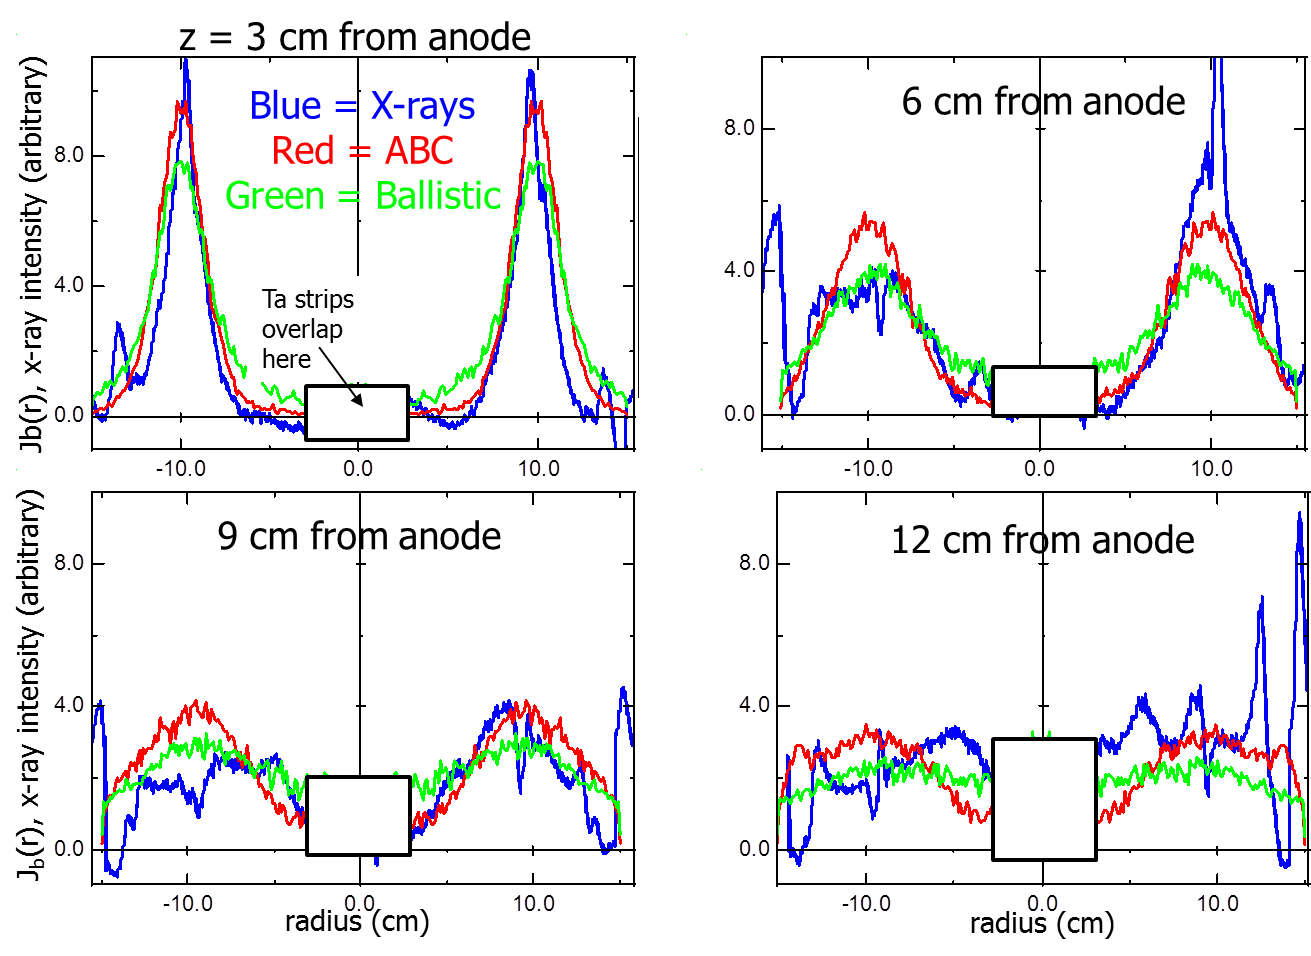 z = 3 cm from anode
Jb(r), x-ray intensity (arbitrary)
Blue = X-rays
Red = ABC
Green = Ballistic
Ta strips
overlap
here
8.0
4.0
0.0
-10.0
0.0
10.0
6 cm from anode
8.0
4.0
0.0
-10.0
0.0
10.0
9 cm from anode
Jb(r), x-ray intensity (arbitrary)
8.0
4.0
0.0
-10.0
0.0
10.0
radius (cm)
12 cm from anode
8.0
4.0
0.0
-10.0
0.0
10.0
radius (cm)